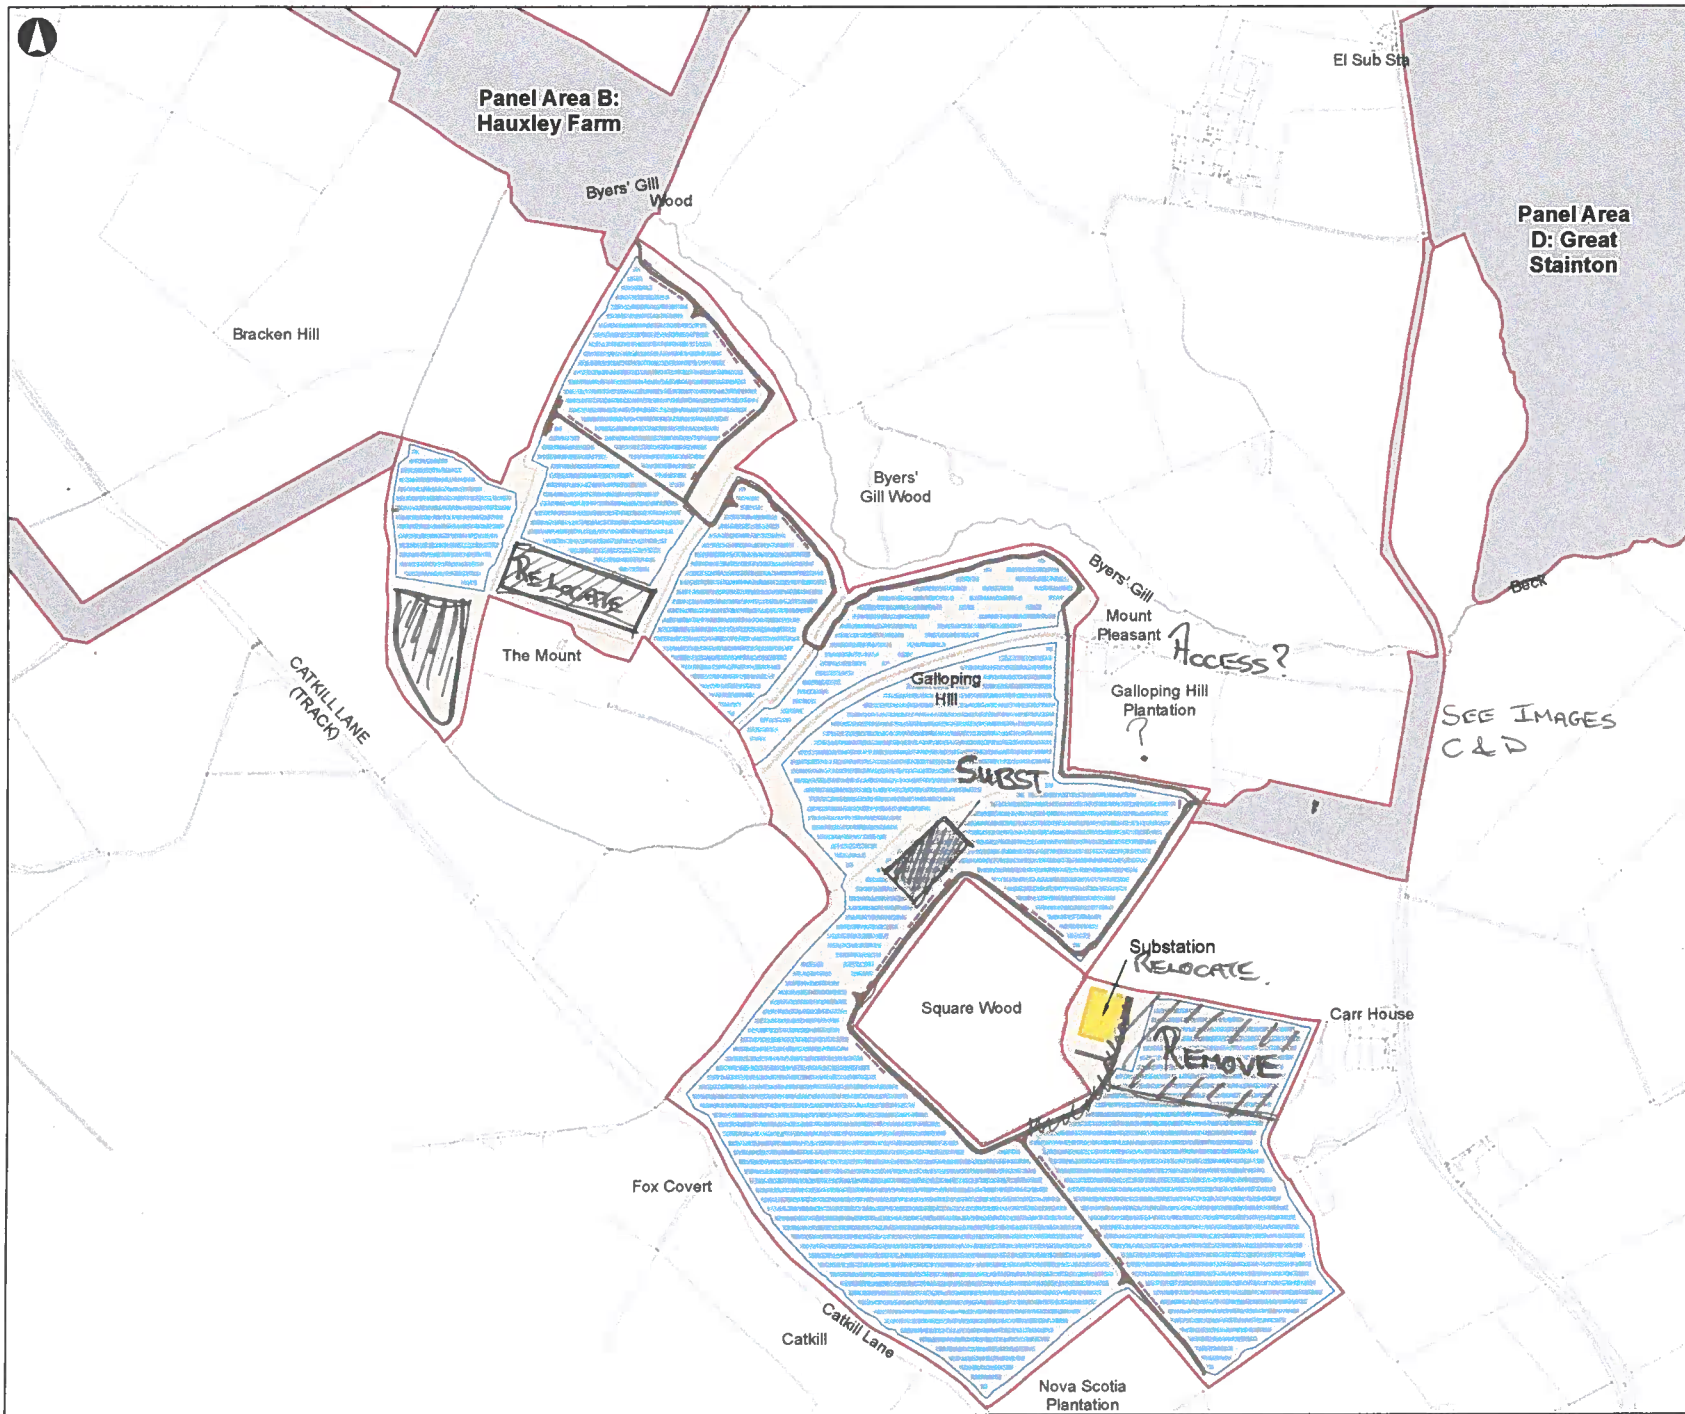 El Sub Sta
Panel Area B:
Hauxley Farm
Byers' Gill
Wood
Panel Area
D: Great
Stainton
Bracken Hill
Byers'
Gill Wood
Byers' Gill
Beck
RELOCATE
Mount
Pleasant
ACCESS?
The Mount
CATKILL LANE
(TRACK)
Galloping
Hill
Galloping Hill
Plantation
?
SEE IMAGES
C & D
SUBST
Substation
RELOCATE.
Square Wood
Carr House
REMOVE
Fox Covert
Catkill Lane
Catkill
Nova Scotia
Plantation